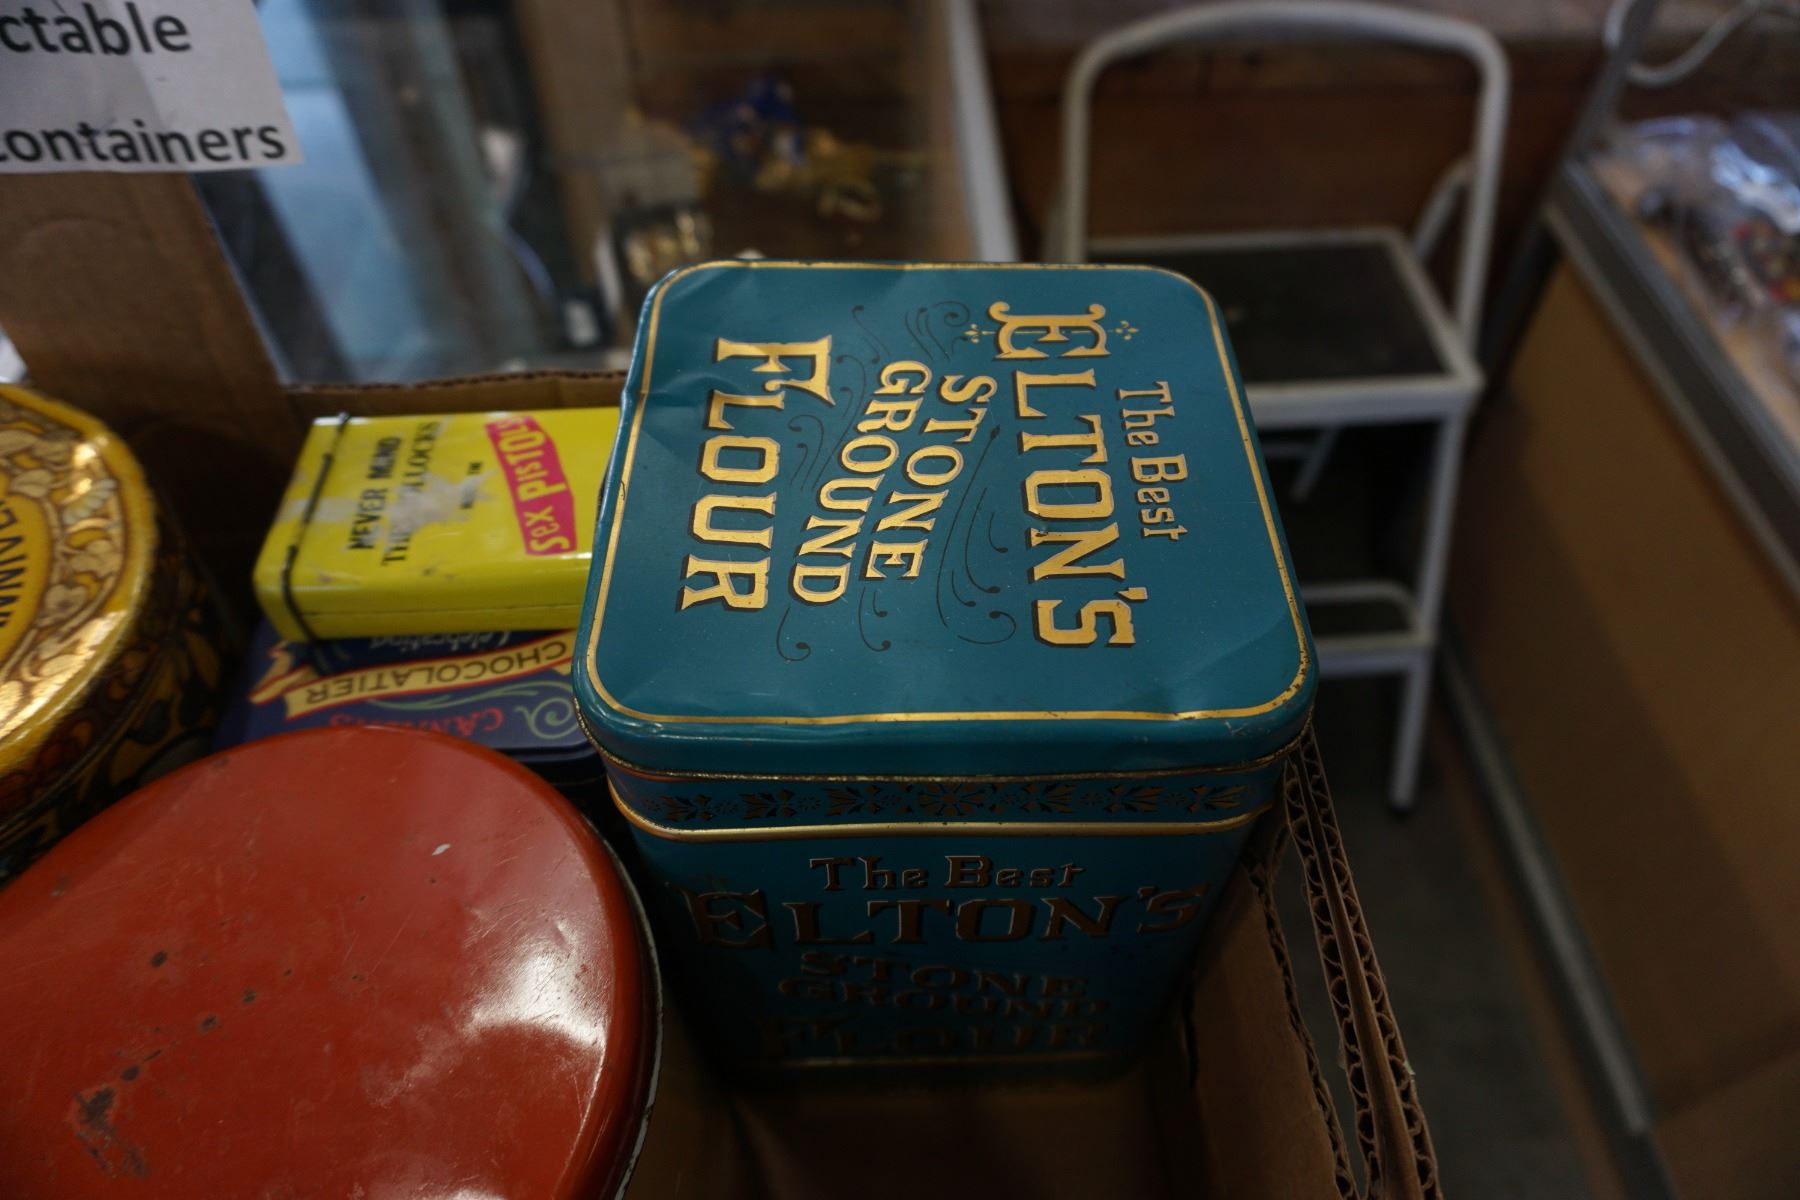 ctable
containers
The Best
ELTON'S
STONE
GROUND
FLOUR
The Best
ELTON'S
STONE
GROUND
FLOUR
NEVER MIND
THE
Sex PISTOLS
Celebrating
CHOCOLATIER